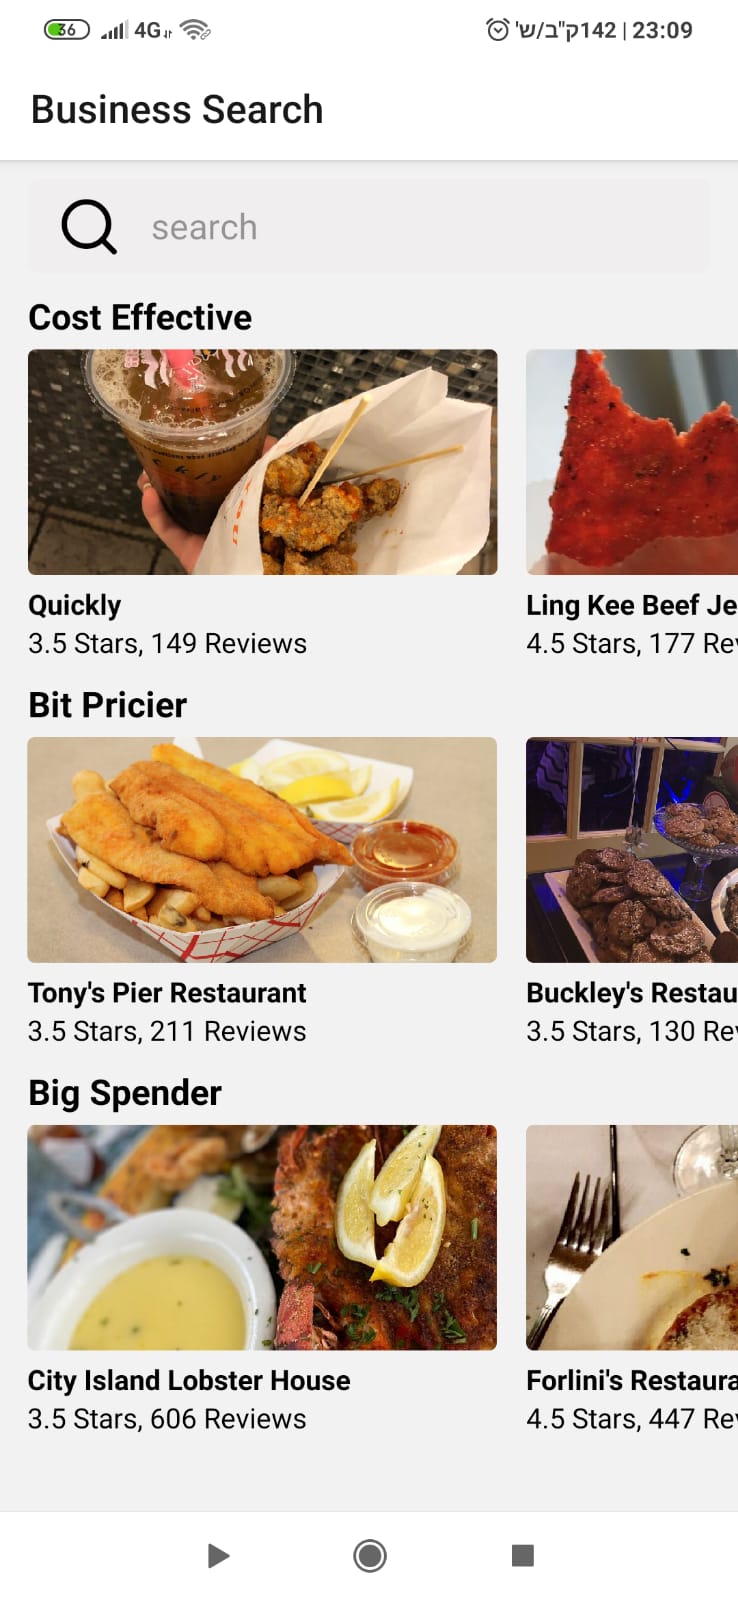 36 4G 142ק"ב/ש' | 23:09
Business Search
search
Cost Effective
Quickly
3.5 Stars, 149 Reviews
Ling Kee Beef Je
4.5 Stars, 177 Re
Bit Pricier
Tony's Pier Restaurant
3.5 Stars, 211 Reviews
Buckley's Restau
3.5 Stars, 130 Re
Big Spender
City Island Lobster House
3.5 Stars, 606 Reviews
Forlini's Restaura
4.5 Stars, 447 Re